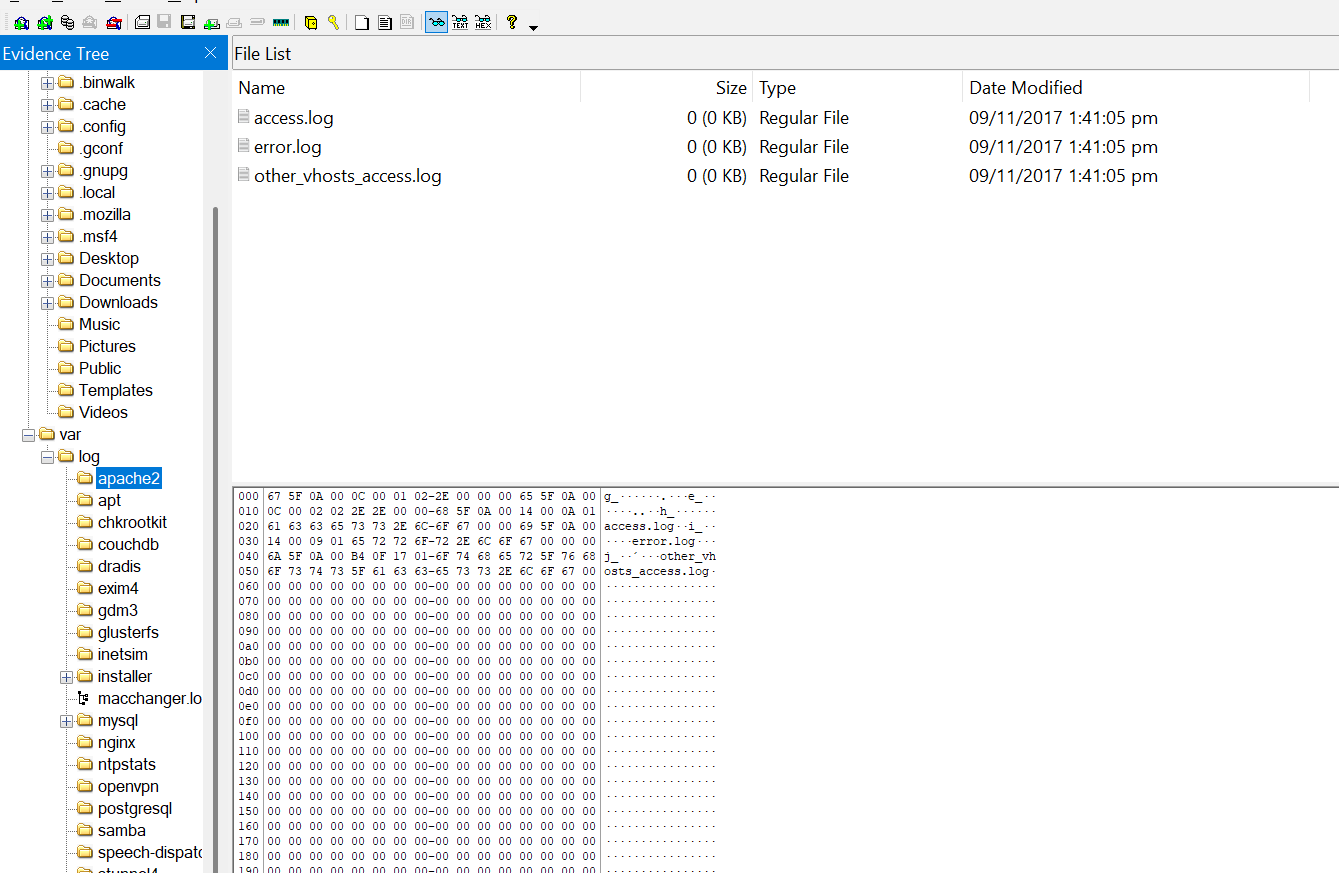 Evidence Tree
.binwalk
.cache
.config
.gconf
.gnupg
.local
.mozilla
.msf4
Desktop
Documents
Downloads
Music
Pictures
Public
Templates
Videos
var
log
apache2
apt
chkrootkit
couchdb
dradis
exim4
gdm3
glusterfs
inetsim
installer
macchanger.lo
mysql
nginx
ntpstats
openvpn
postgresql
samba
speech-dispatc
File List
Name Size Type Date Modified
access.log 0 (0 KB) Regular File 09/11/2017 1:41:05 pm
error.log 0 (0 KB) Regular File 09/11/2017 1:41:05 pm
other_vhosts_access.log 0 (0 KB) Regular File 09/11/2017 1:41:05 pm
000 67 5F 0A 00 0C 00 01 02-2E 00 00 00 65 5F 0A 00 g_······.···e_··
010 0C 00 02 02 2E 2E 00 00-68 5F 0A 00 14 00 0A 01 ····..··h_······
020 61 63 63 65 73 73 2E 6C-6F 67 00 00 69 5F 0A 00 access.log··i_··
030 14 00 09 01 65 72 72 6F-72 2E 6C 6F 67 00 00 00 ····error.log···
040 6A 5F 0A 00 B4 0F 17 01-6F 74 68 65 72 5F 76 68 j_··´···other_vh
050 6F 73 74 73 5F 61 63 63-65 73 73 2E 6C 6F 67 00 osts_access.log·
060 00 00 00 00 00 00 00 00-00 00 00 00 00 00 00 00 ················
070 00 00 00 00 00 00 00 00-00 00 00 00 00 00 00 00 ················
080 00 00 00 00 00 00 00 00-00 00 00 00 00 00 00 00 ················
090 00 00 00 00 00 00 00 00-00 00 00 00 00 00 00 00 ················
0a0 00 00 00 00 00 00 00 00-00 00 00 00 00 00 00 00 ················
0b0 00 00 00 00 00 00 00 00-00 00 00 00 00 00 00 00 ················
0c0 00 00 00 00 00 00 00 00-00 00 00 00 00 00 00 00 ················
0d0 00 00 00 00 00 00 00 00-00 00 00 00 00 00 00 00 ················
0e0 00 00 00 00 00 00 00 00-00 00 00 00 00 00 00 00 ················
0f0 00 00 00 00 00 00 00 00-00 00 00 00 00 00 00 00 ················
100 00 00 00 00 00 00 00 00-00 00 00 00 00 00 00 00 ················
110 00 00 00 00 00 00 00 00-00 00 00 00 00 00 00 00 ················
120 00 00 00 00 00 00 00 00-00 00 00 00 00 00 00 00 ················
130 00 00 00 00 00 00 00 00-00 00 00 00 00 00 00 00 ················
140 00 00 00 00 00 00 00 00-00 00 00 00 00 00 00 00 ················
150 00 00 00 00 00 00 00 00-00 00 00 00 00 00 00 00 ················
160 00 00 00 00 00 00 00 00-00 00 00 00 00 00 00 00 ················
170 00 00 00 00 00 00 00 00-00 00 00 00 00 00 00 00 ················
180 00 00 00 00 00 00 00 00-00 00 00 00 00 00 00 00 ················
190 00 00 00 00 00 00 00 00-00 00 00 00 00 00 00 00 ················